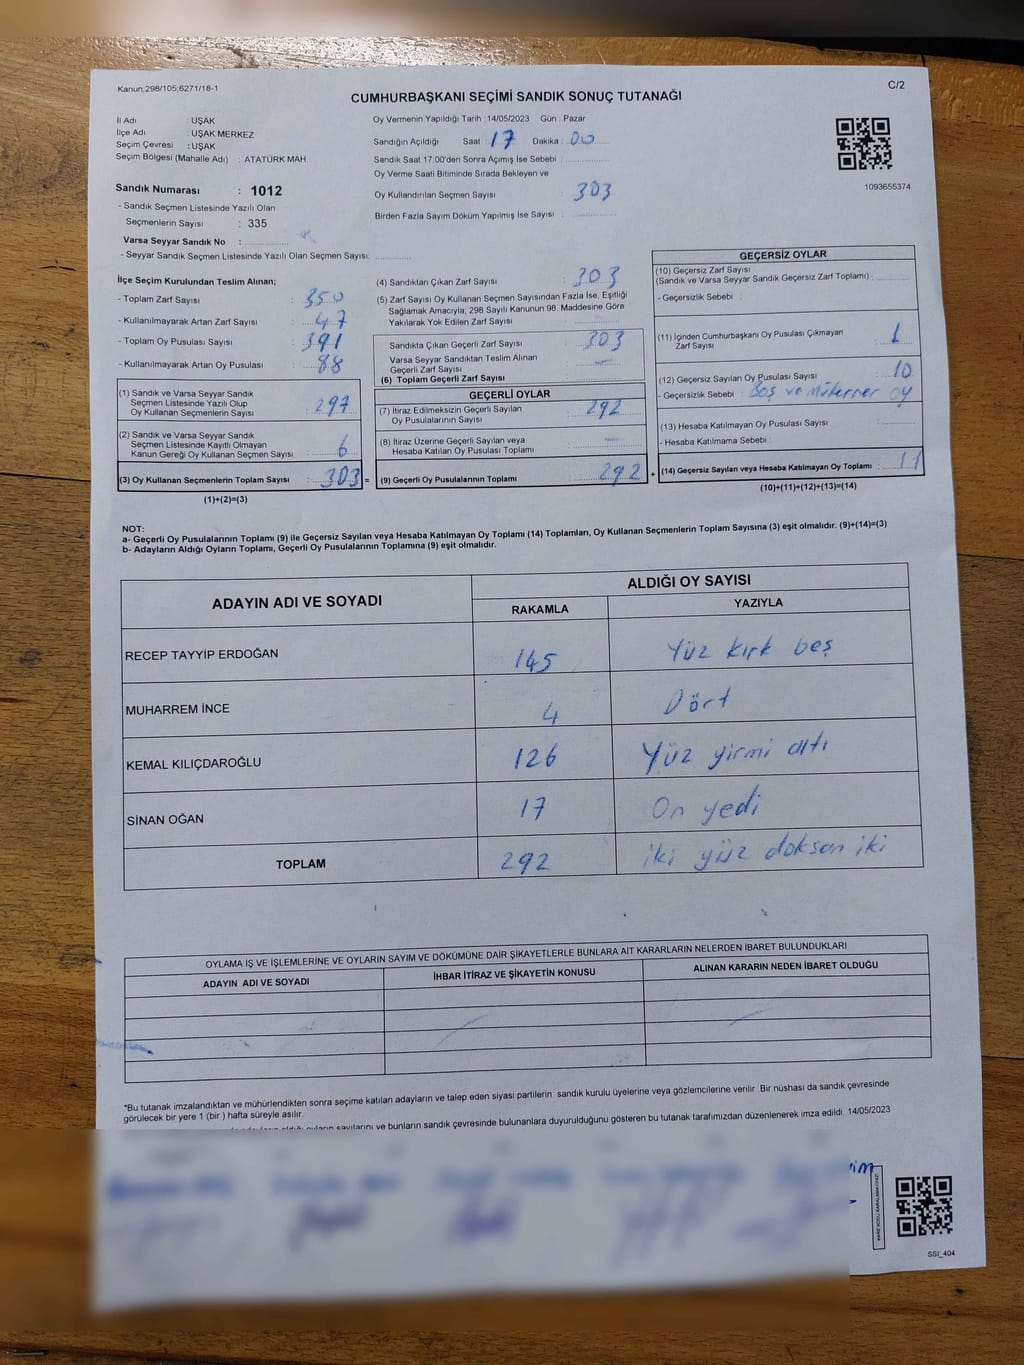 Kanun;298/105;6271/18-1
C/2
CUMHURBAŞKANI SEÇİMİ SANDIK SONUÇ TUTANAĞI
İl Adı : UŞAK
İlçe Adı : UŞAK MERKEZ
Seçim Çevresi : UŞAK
Seçim Bölgesi (Mahalle Adı) : ATATÜRK MAH
Sandık Numarası : 1012
- Sandık Seçmen Listesinde Yazılı Olan
Seçmenlerin Sayısı : 335
Varsa Seyyar Sandık No :
- Seyyar Sandık Seçmen Listesinde Yazılı Olan Seçmen Sayısı:
Oy Vermenin Yapıldığı Tarih :14/05/2023 Gün : Pazar
Sandığın Açıldığı Saat : 17 Dakika : 00
Sandık Saat 17:00'den Sonra Açımış İse Sebebi :
Oy Verme Saati Bitiminde Sırada Bekleyen ve
Oy Kullandırılan Seçmen Sayısı : 303
Birden Fazla Sayım Döküm Yapılmış İse Sayısı :
1093655374
İlçe Seçim Kurulundan Teslim Alınan;
- Toplam Zarf Sayısı : 350
- Kullanılmayarak Artan Zarf Sayısı : 47
- Toplam Oy Pusulası Sayısı : 391
- Kullanılmayarak Artan Oy Pusulası : 88
(1) Sandık ve Varsa Seyyar Sandık
Seçmen Listesinde Yazılı Olup
Oy Kullanan Seçmenlerin Sayısı : 297
(2) Sandık ve Varsa Seyyar Sandık
Seçmen Listesinde Kayıtlı Olmayan
Kanun Gereği Oy Kullanan Seçmen Sayısı : 6
(3) Oy Kullanan Seçmenlerin Toplam Sayısı : 303 =
(1)+(2)=(3)
(4) Sandıktan Çıkan Zarf Sayısı : 303
(5) Zarf Sayısı Oy Kullanan Seçmen Sayısından Fazla İse, Eşitliği
Sağlamak Amacıyla; 298 Sayılı Kanunun 98. Maddesine Göre
Yakılarak Yok Edilen Zarf Sayısı :
Sandıkta Çıkan Geçerli Zarf Sayısı : 303
Varsa Seyyar Sandıktan Teslim Alınan
Geçerli Zarf Sayısı :
(6) Toplam Geçerli Zarf Sayısı
GEÇERLİ OYLAR
(7) İtiraz Edilmeksizin Geçerli Sayılan
Oy Pusulalarının Sayısı : 292
(8) İtiraz Üzerine Geçerli Sayılan veya
Hesaba Katılan Oy Pusulası Toplamı :
(9) Geçerli Oy Pusulalarının Toplamı : 292 +
GEÇERSİZ OYLAR
(10) Geçersiz Zarf Sayısı
(Sandık ve Varsa Seyyar Sandık Geçersiz Zarf Toplamı) :
- Geçersizlik Sebebi :
(11) İçinden Cumhurbaşkanı Oy Pusulası Çıkmayan
Zarf Sayısı : 1
(12) Geçersiz Sayılan Oy Pusulası Sayısı : 10
- Geçersizlik Sebebi : Boş ve Mükerrer oy
(13) Hesaba Katılmayan Oy Pusulası Sayısı :
- Hesaba Katılmama Sebebi :
(14) Geçersiz Sayılan veya Hesaba Katılmayan Oy Toplamı : 11
(10)+(11)+(12)+(13)=(14)
NOT:
a- Geçerli Oy Pusulalarının Toplamı (9) ile Geçersiz Sayılan veya Hesaba Katılmayan Oy Toplamı (14) Toplamları, Oy Kullanan Seçmenlerin Toplam Sayısına (3) eşit olmalıdır. (9)+(14)=(3)
b- Adayların Aldığı Oyların Toplamı, Geçerli Oy Pusulalarının Toplamına (9) eşit olmalıdır.
ADAYIN ADI VE SOYADI ALDIĞI OY SAYISI
RAKAMLA YAZIYLA
RECEP TAYYİP ERDOĞAN 145 Yüz kırk beş
MUHARREM İNCE 4 Dört
KEMAL KILIÇDAROĞLU 126 Yüz yirmi altı
SİNAN OĞAN 17 On yedi
TOPLAM 292 iki yüz doksan iki
OYLAMA İŞ VE İŞLEMLERİNE VE OYLARIN SAYIM VE DÖKÜMÜNE DAİR ŞİKAYETLERLE BUNLARA AİT KARARLARIN NELERDEN İBARET BULUNDUKLARI
ADAYIN ADI VE SOYADI İHBAR İTİRAZ VE ŞİKAYETİN KONUSU ALINAN KARARIN NEDEN İBARET OLDUĞU
*Bu tutanak imzalandıktan ve mühürlendikten sonra seçime katılan adayların ve talep eden siyasi partilerin sandık kurulu üyelerine veya gözlemcilerine verilir. Bir nüshası da sandık çevresinde
görülecek bir yere 1 (bir ) hafta süreyle asılır.
sayılarını ve bunların sandık çevresinde bulunanlara duyurulduğunu gösteren bu tutanak tarafımızdan düzenlenerek imza edildi. 14/05/2023
SSI_404